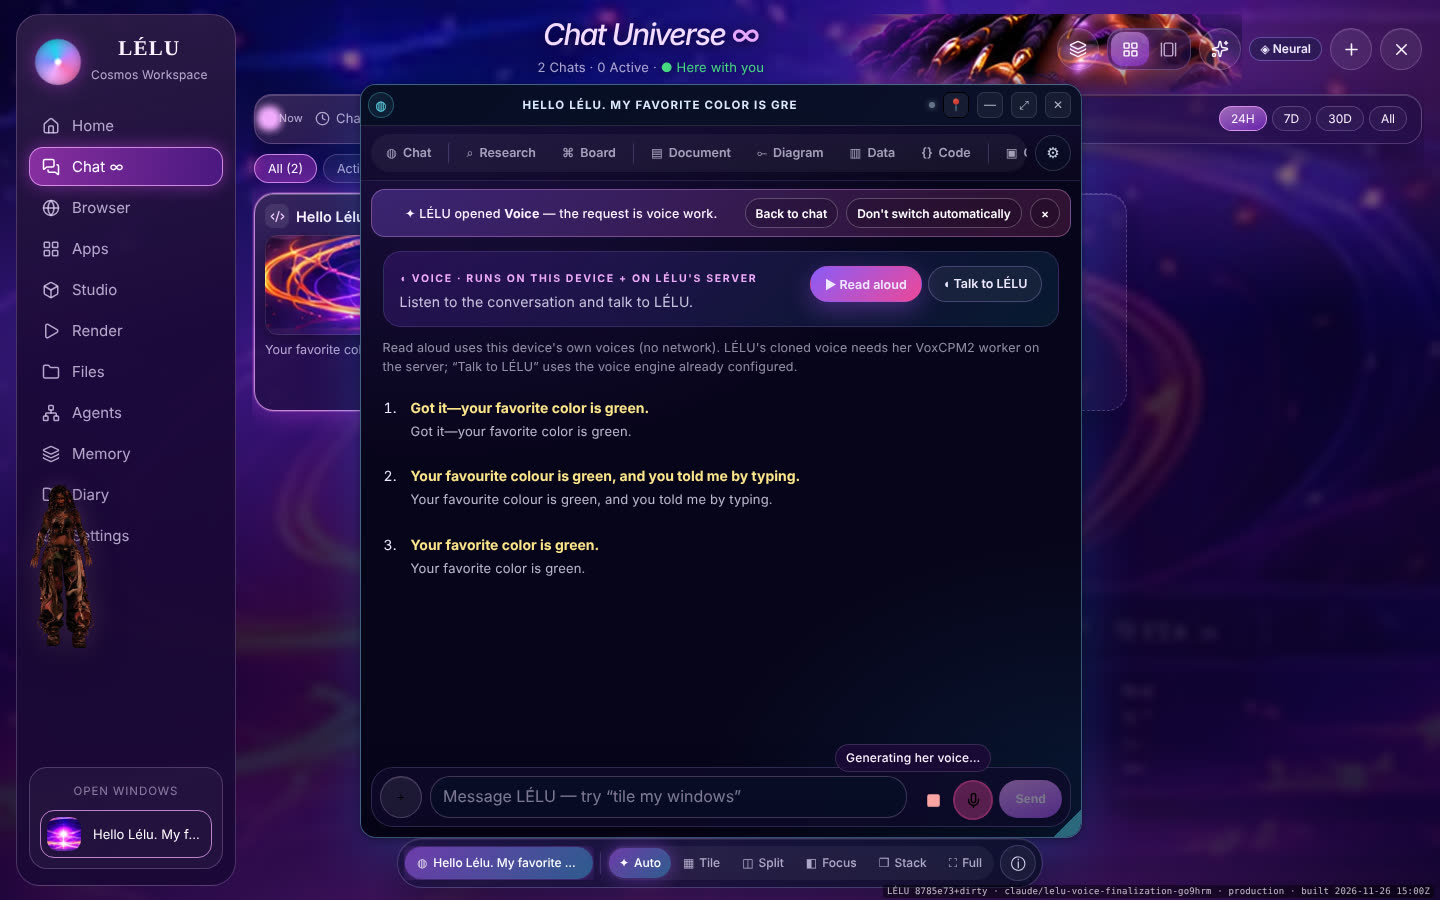 LÉLU
Cosmos Workspace
Home
Chat ∞
Browser
Apps
Studio
Render
Files
Agents
Memory
Diary
OPEN WINDOWS
Hello Lélu. My f...
Chat Universe ∞
2 Chats · 0 Active · ● Here with you
◈ Neural
Now
24H 7D 30D All
All (2)
HELLO LÉLU. MY FAVORITE COLOR IS GRE
Chat Research Board Document Diagram Data {} Code
✦ LÉLU opened Voice — the request is voice work.
Back to chat
Don't switch automatically
×
VOICE · RUNS ON THIS DEVICE + ON LÉLU'S SERVER
Listen to the conversation and talk to LÉLU.
▶ Read aloud
Talk to LÉLU
Read aloud uses this device's own voices (no network). LÉLU's cloned voice needs her VoxCPM2 worker on
the server; “Talk to LÉLU” uses the voice engine already configured.
1. Got it—your favorite color is green.
Got it—your favorite color is green.
2. Your favourite colour is green, and you told me by typing.
Your favourite colour is green, and you told me by typing.
3. Your favorite color is green.
Your favorite color is green.
Generating her voice...
Message LÉLU — try “tile my windows”
Send
Hello Lélu. My favorite ...
✦ Auto Tile Split Focus Stack Full
LÉLU 8785e73+dirty · claude/lelu-voice-finalization-go9hrm · production · built 2026-11-26 15:00Z